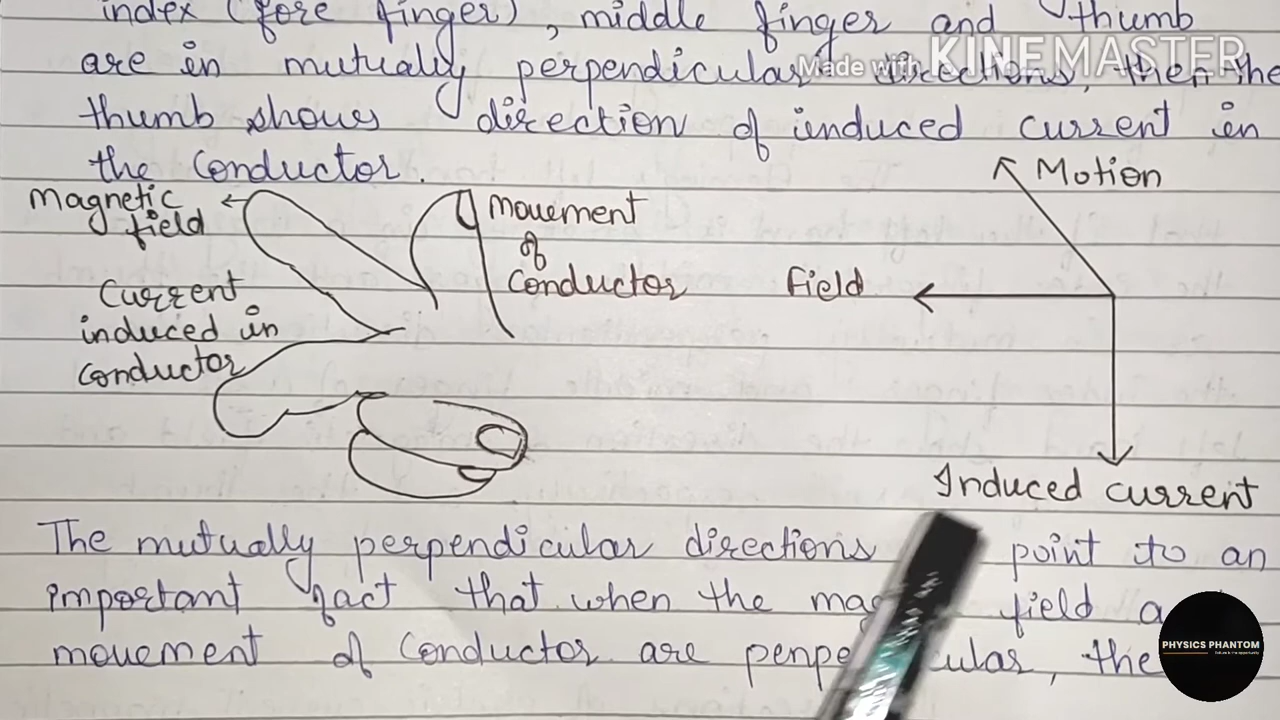 index (fore finger), middle finger and thumb
Made with KINEMASTER
are in mutually perpendicular directions, then the
thumb shows direction of induced current in
the conductor.
Magnetic field
movement of Conductor
Current induced in conductor
Motion
field
Induced current
The mutually perpendicular directions point to an
important fact that when the mag field
movement of conductor are penpe cular, the
PHYSICS PHANTOM